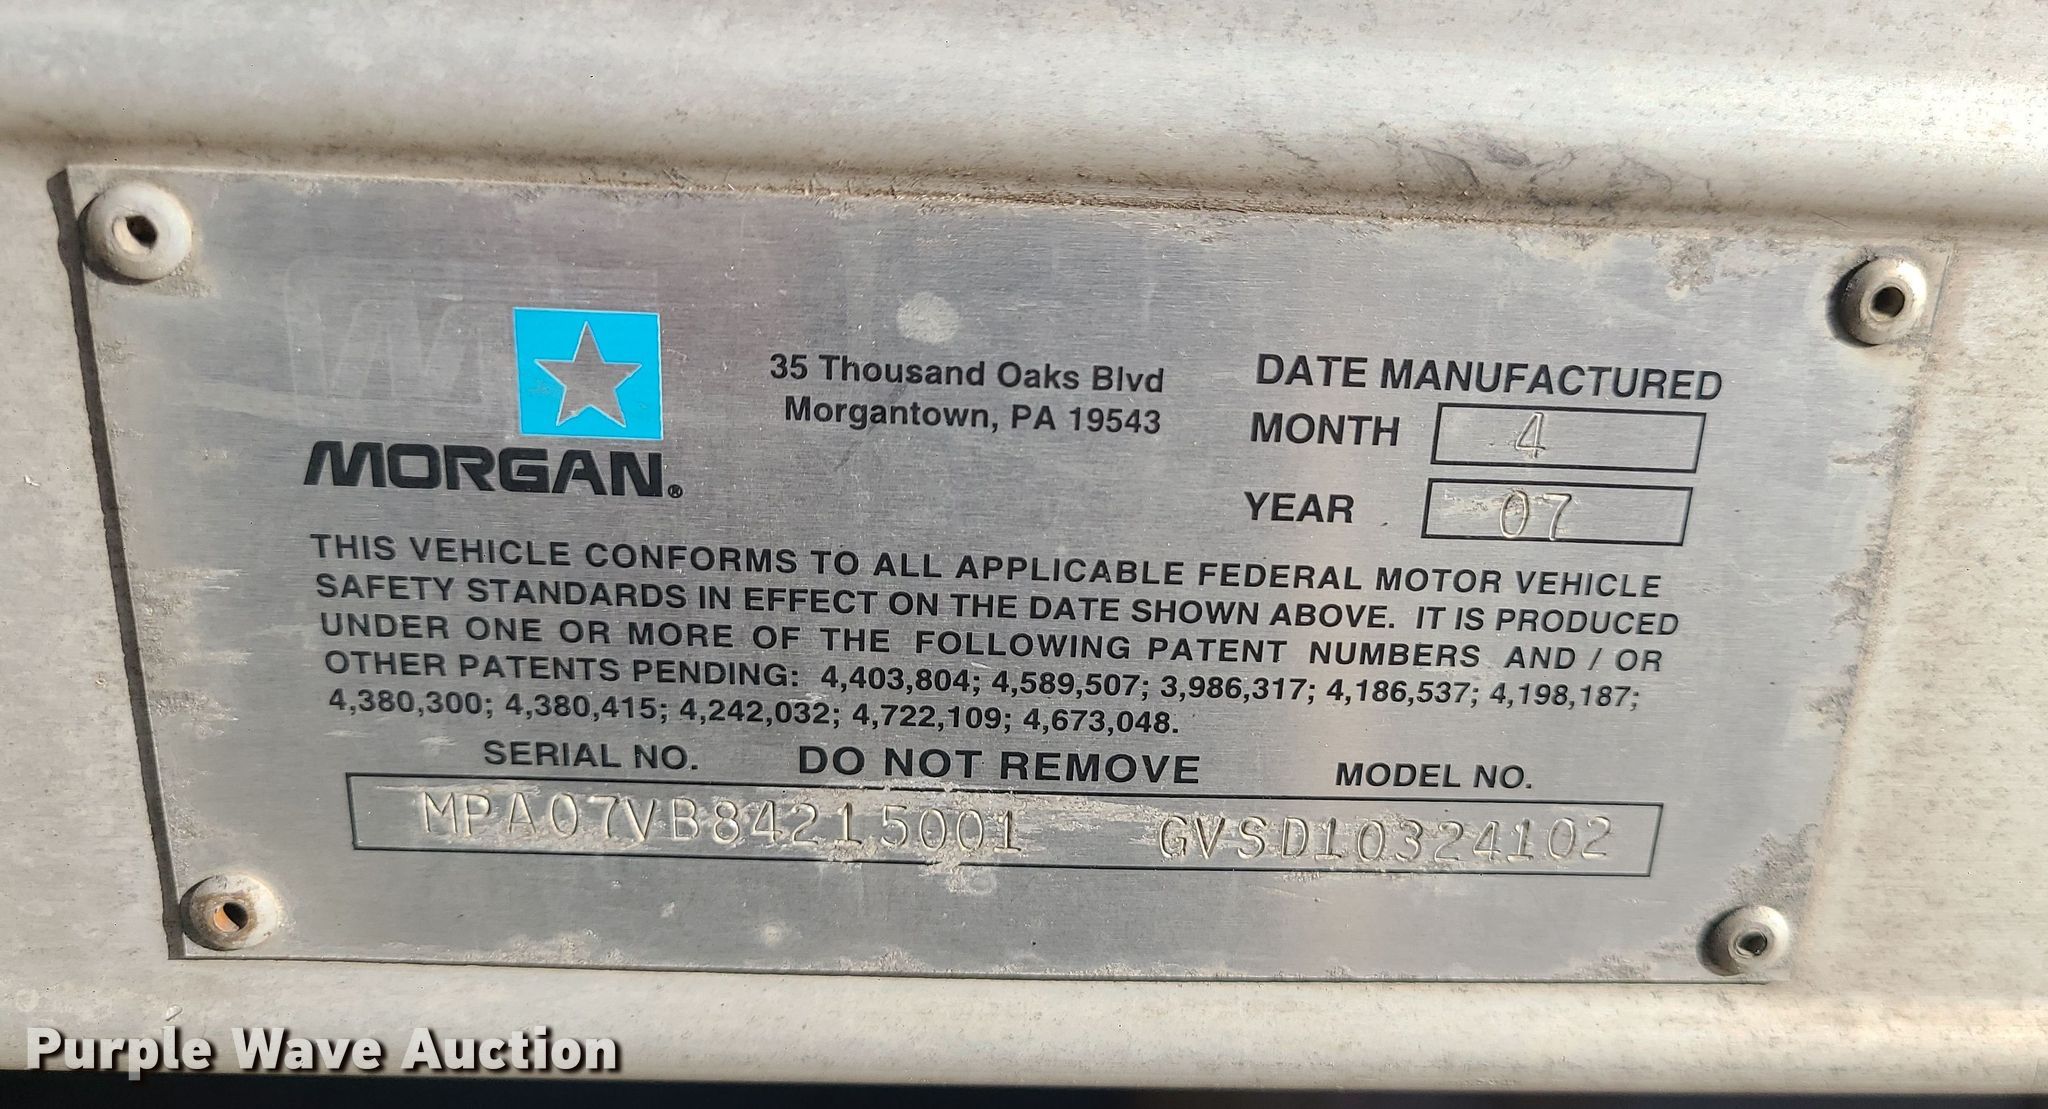 MORGAN®
35 Thousand Oaks Blvd
Morgantown, PA 19543
DATE MANUFACTURED
MONTH 4
YEAR 07
THIS VEHICLE CONFORMS TO ALL APPLICABLE FEDERAL MOTOR VEHICLE
SAFETY STANDARDS IN EFFECT ON THE DATE SHOWN ABOVE. IT IS PRODUCED
UNDER ONE OR MORE OF THE FOLLOWING PATENT NUMBERS AND / OR
OTHER PATENTS PENDING: 4,403,804; 4,589,507; 3,986,317; 4,186,537; 4,198,187;
4,380,300; 4,380,415; 4,242,032; 4,722,109; 4,673,048.
SERIAL NO. DO NOT REMOVE MODEL NO.
MPA07VB84215001 GVSD10324102
Purple Wave Auction